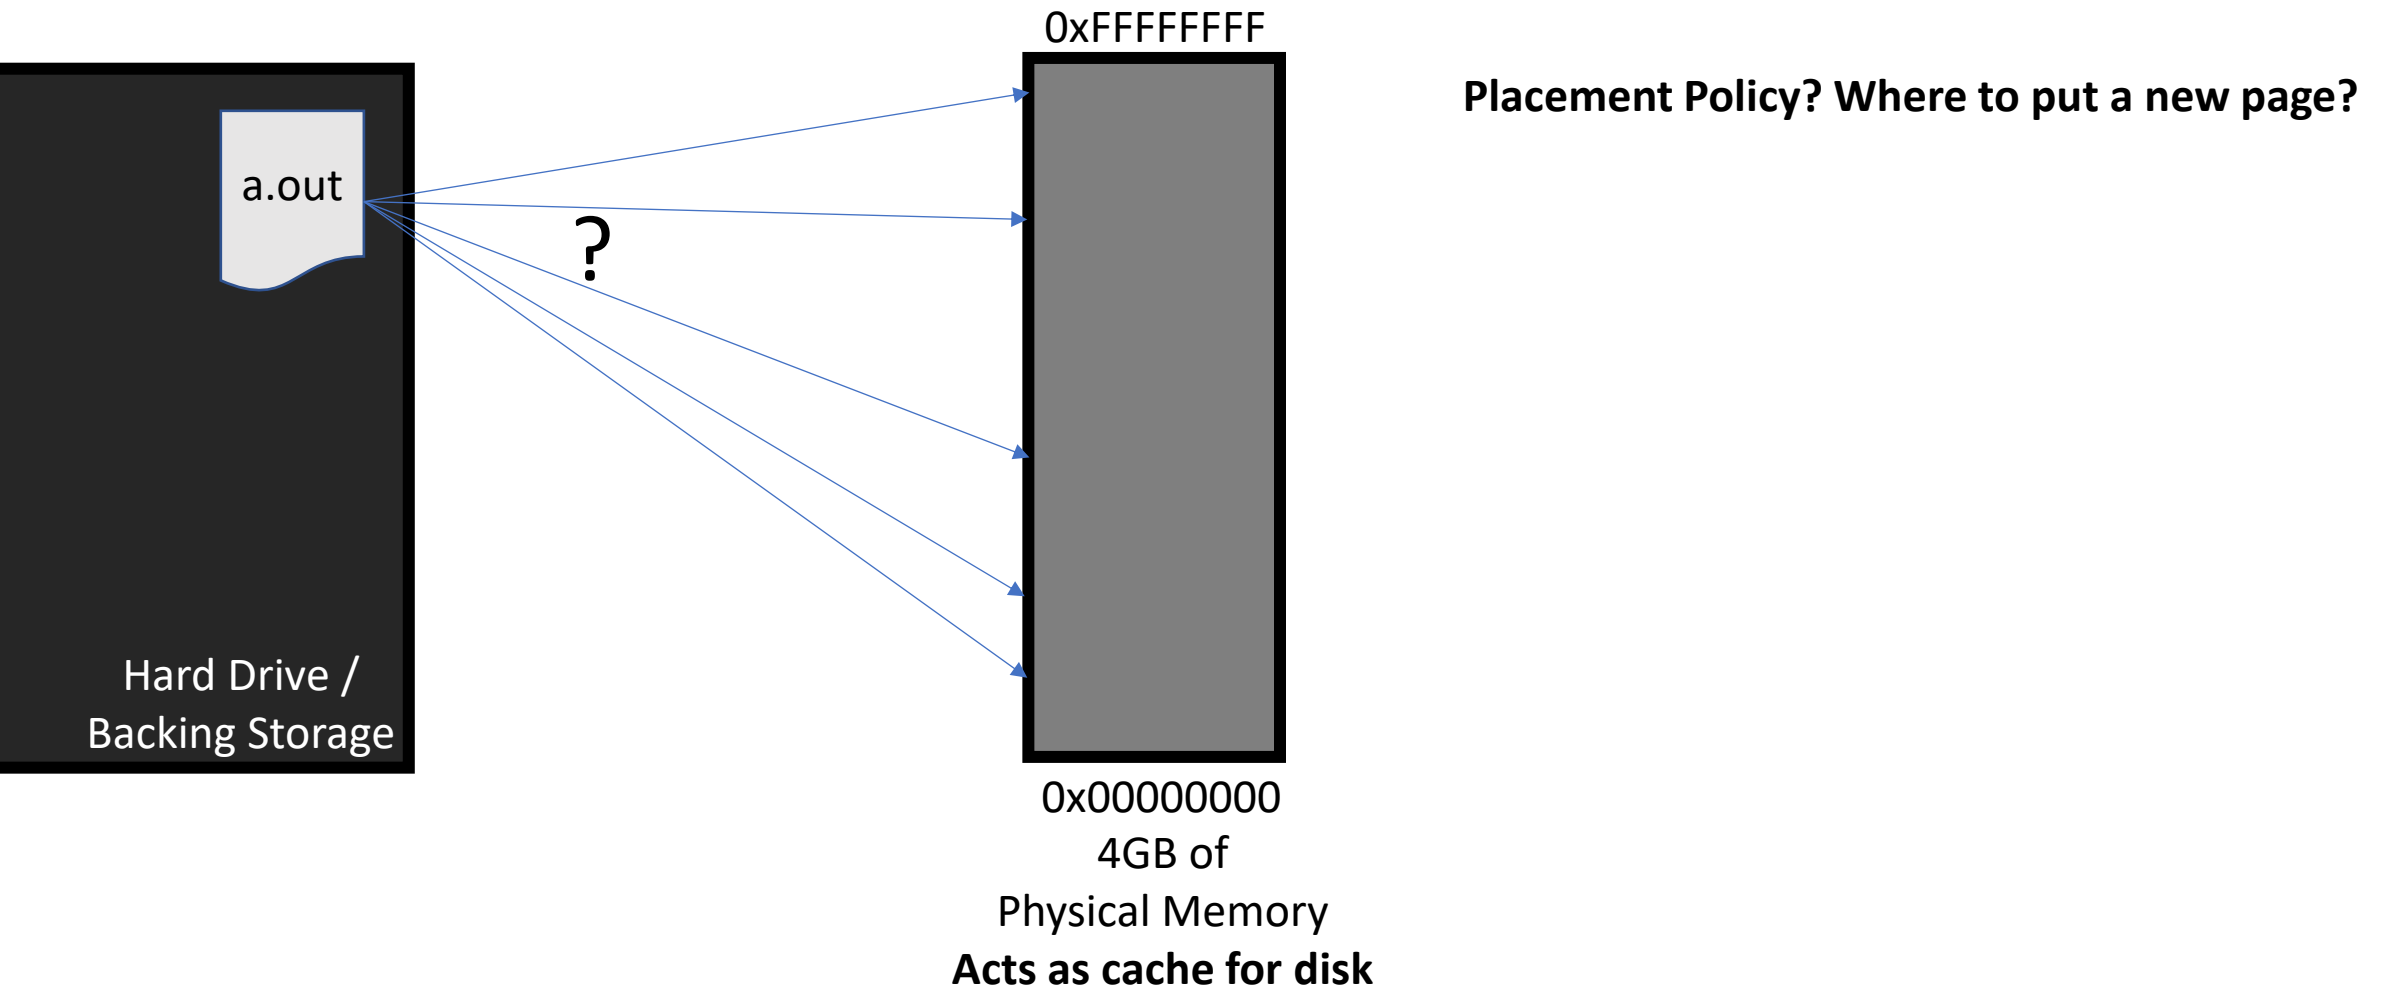 0xFFFFFFFF
Placement Policy? Where to put a new page?
a.out
?
Hard Drive /
Backing Storage
0x00000000
4GB of
Physical Memory
Acts as cache for disk